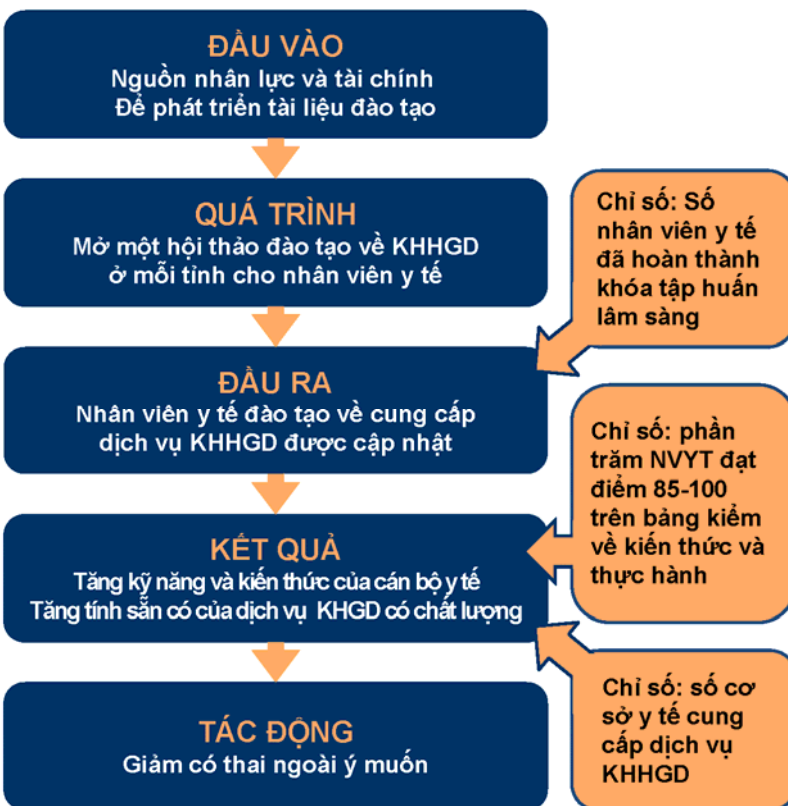 ĐẦU VÀO
Nguồn nhân lực và tài chính
Để phát triển tài liệu đào tạo
QUÁ TRÌNH
Mở một hội thảo đào tạo về KHHGD
ở mỗi tỉnh cho nhân viên y tế
Chỉ số: Số
nhân viên y tế
đã hoàn thành
khóa tập huấn
lâm sàng
ĐẦU RA
Nhân viên y tế đào tạo về cung cấp
dịch vụ KHHGD được cập nhật
Chỉ số: phần
trăm NVYT đạt
điểm 85-100
trên bảng kiểm
về kiến thức và
thực hành
KẾT QUẢ
Tăng kỹ năng và kiến thức của cán bộ y tế
Tăng tính sẵn có của dịch vụ KHGD có chất lượng
Chỉ số: số cơ
sở y tế cung
cấp dịch vụ
KHHGD
TÁC ĐỘNG
Giảm có thai ngoài ý muốn